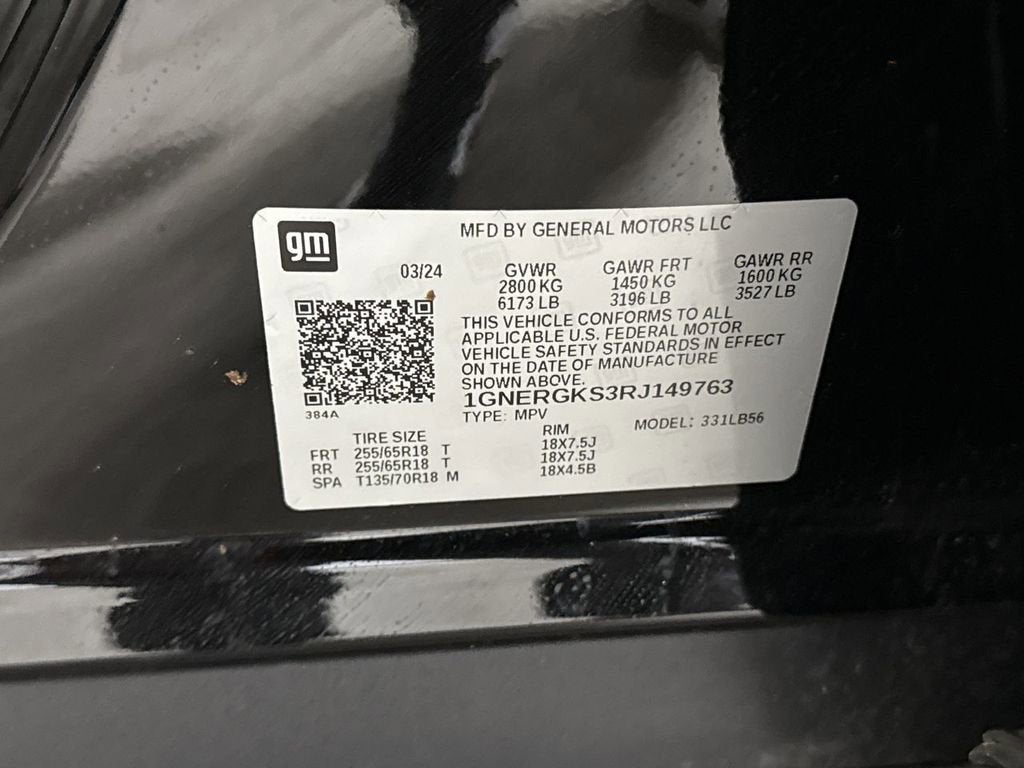 gm
MFD BY GENERAL MOTORS LLC
03/24
GVWR
2800 KG
6173 LB
GAWR FRT
1450 KG
3196 LB
GAWR RR
1600 KG
3527 LB
THIS VEHICLE CONFORMS TO ALL
APPLICABLE U.S. FEDERAL MOTOR
VEHICLE SAFETY STANDARDS IN EFFECT
ON THE DATE OF MANUFACTURE
SHOWN ABOVE.
1GNERGKS3RJ149763
384A
TYPE: MPV
MODEL: 331LB56
TIRE SIZE RIM
FRT 255/65R18 T 18X7.5J
RR 255/65R18 T 18X7.5J
SPA T135/70R18 M 18X4.5B